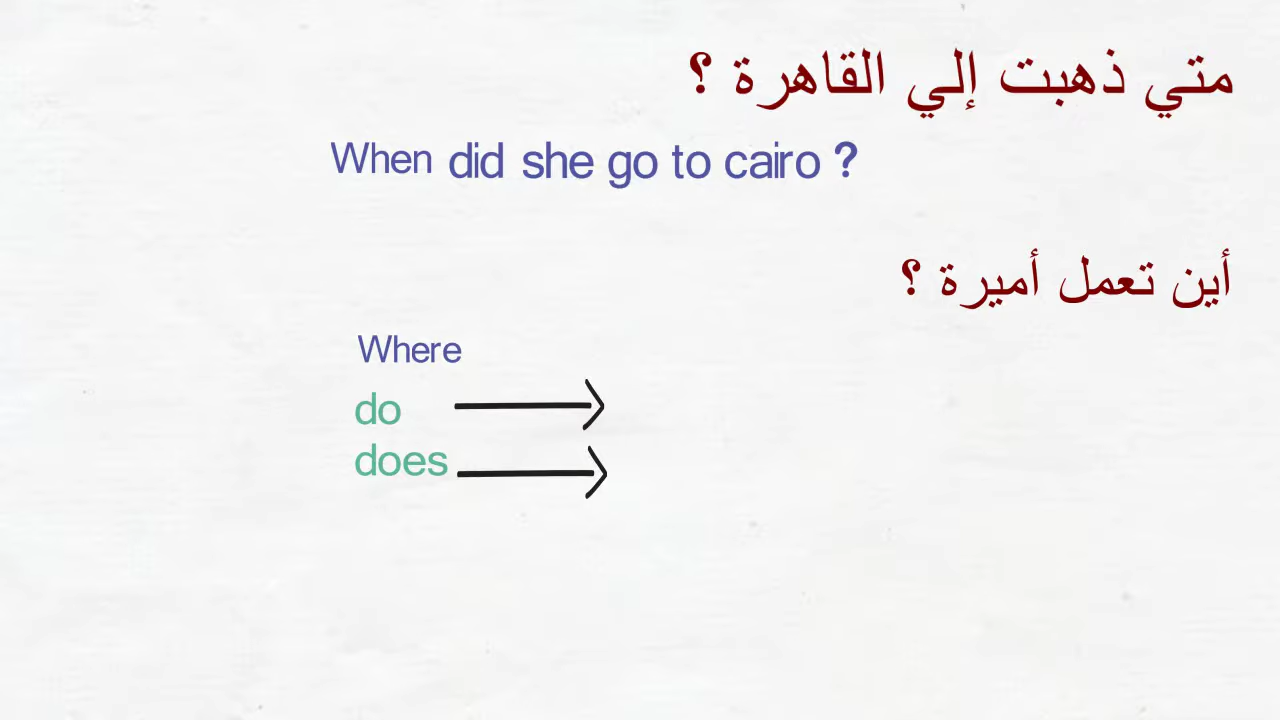 متي ذهبت إلي القاهرة ؟
When did she go to cairo ?
أين تعمل أميرة ؟
Where
do
does